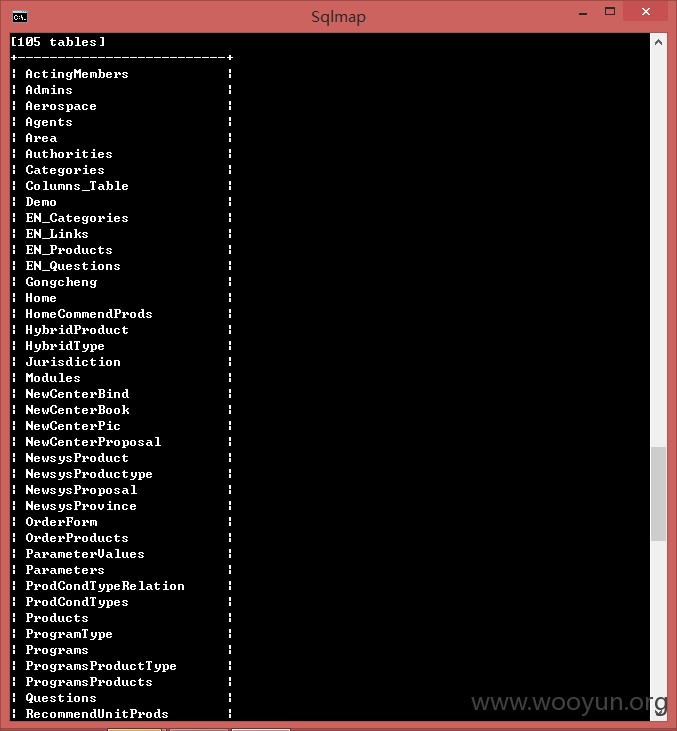 Sqlmap
[105 tables]
+--------------------------+
| ActingMembers |
| Admins |
| Aerospace |
| Agents |
| Area |
| Authorities |
| Categories |
| Columns_Table |
| Demo |
| EN_Categories |
| EN_Links |
| EN_Products |
| EN_Questions |
| Gongcheng |
| Home |
| HomeCommendProds |
| HybridProduct |
| HybridType |
| Jurisdiction |
| Modules |
| NewCenterBind |
| NewCenterBook |
| NewCenterPic |
| NewCenterProposal |
| NewsysProduct |
| NewsysProductype |
| NewsysProposal |
| NewsysProvince |
| OrderForm |
| OrderProducts |
| ParameterValues |
| Parameters |
| ProdCondTypeRelation |
| ProdCondTypes |
| Products |
| ProgramType |
| Programs |
| ProgramsProductType |
| ProgramsProducts |
| Questions |
| RecommendUnitProds |
www.wooyun.org